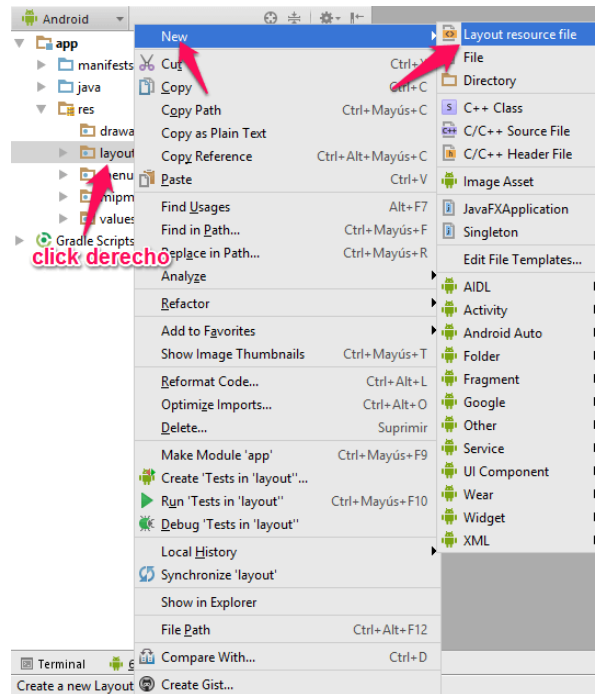 Android
app
manifests
java
res
layout
values
Gradle Scripts
click derecho
New
Cut
Copy
Ctrl+C
Copy Path Ctrl+Mayús+C
Copy as Plain Text
Copy Reference Ctrl+Alt+Mayús+C
Paste Ctrl+V
Find Usages Alt+F7
Find in Path... Ctrl+Mayús+F
Replace in Path... Ctrl+Mayús+R
Analyze
Refactor
Add to Favorites
Show Image Thumbnails Ctrl+Mayús+T
Reformat Code... Ctrl+Alt+L
Optimize Imports... Ctrl+Alt+O
Delete... Suprimir
Make Module 'app' Ctrl+Mayús+F9
Create 'Tests in 'layout''...
Run 'Tests in 'layout'' Ctrl+Mayús+F10
Debug 'Tests in 'layout''
Local History
Synchronize 'layout'
Show in Explorer
File Path Ctrl+Alt+F12
Compare With... Ctrl+D
Create Gist...
Layout resource file
File
Directory
C++ Class
C/C++ Source File
C/C++ Header File
Image Asset
JavaFXApplication
Singleton
Edit File Templates...
AIDL
Activity
Android Auto
Folder
Fragment
Google
Other
Service
UI Component
Wear
Widget
XML
Terminal
Create a new Layout